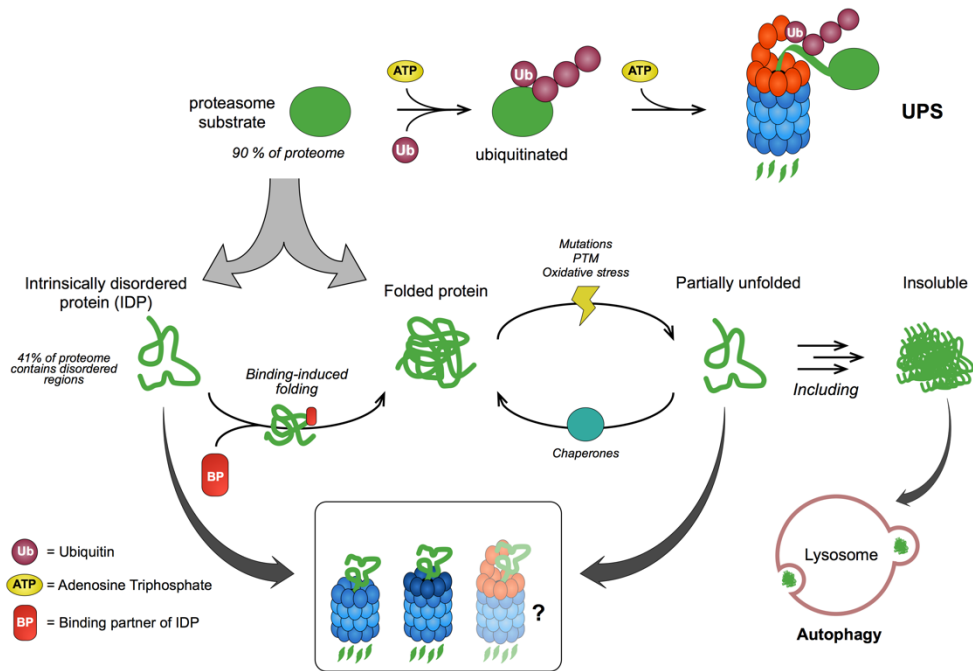 ATP
Ub
ATP
Ub
proteasome
substrate
90 % of proteome
Ub
ubiquitinated
UPS
Mutations
PTM
Oxidative stress
Intrinsically disordered
protein (IDP)
Folded protein
Partially unfolded
Insoluble
41% of proteome
contains disordered
regions
Binding-induced
folding
Including
Chaperones
BP
Ub = Ubiquitin
ATP = Adenosine Triphosphate
BP = Binding partner of IDP
?
Lysosome
Autophagy